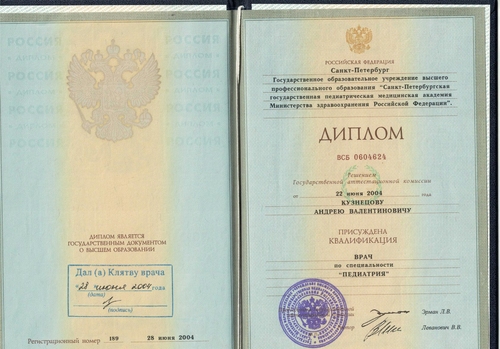 РОССИЯ
ДИПЛОМ ЯВЛЯЕТСЯ
ГОСУДАРСТВЕННЫМ ДОКУМЕНТОМ
О ВЫСШЕМ ОБРАЗОВАНИИ
Дал (а) Клятву врача
«28 июня 2004 года
(дата)
(подпись)
Регистрационный номер 189 28 июня 2004
РОССИЙСКАЯ ФЕДЕРАЦИЯ
Санкт-Петербург
Государственное образовательное учреждение высшего
профессионального образования "Санкт-Петербургская
государственная педиатрическая медицинская академия
Министерства здравоохранения Российской Федерации".
ДИПЛОМ
ВСБ 0604624
Решением
Государственной аттестационной комиссии
от 22 июня 2004 года
КУЗНЕЦОВУ
АНДРЕЮ ВАЛЕНТИНОВИЧУ
ПРИСУЖДЕНА
КВАЛИФИКАЦИЯ
ВРАЧ
по специальности
"ПЕДИАТРИЯ"
Эрман Л.В.
Леванович В.В.